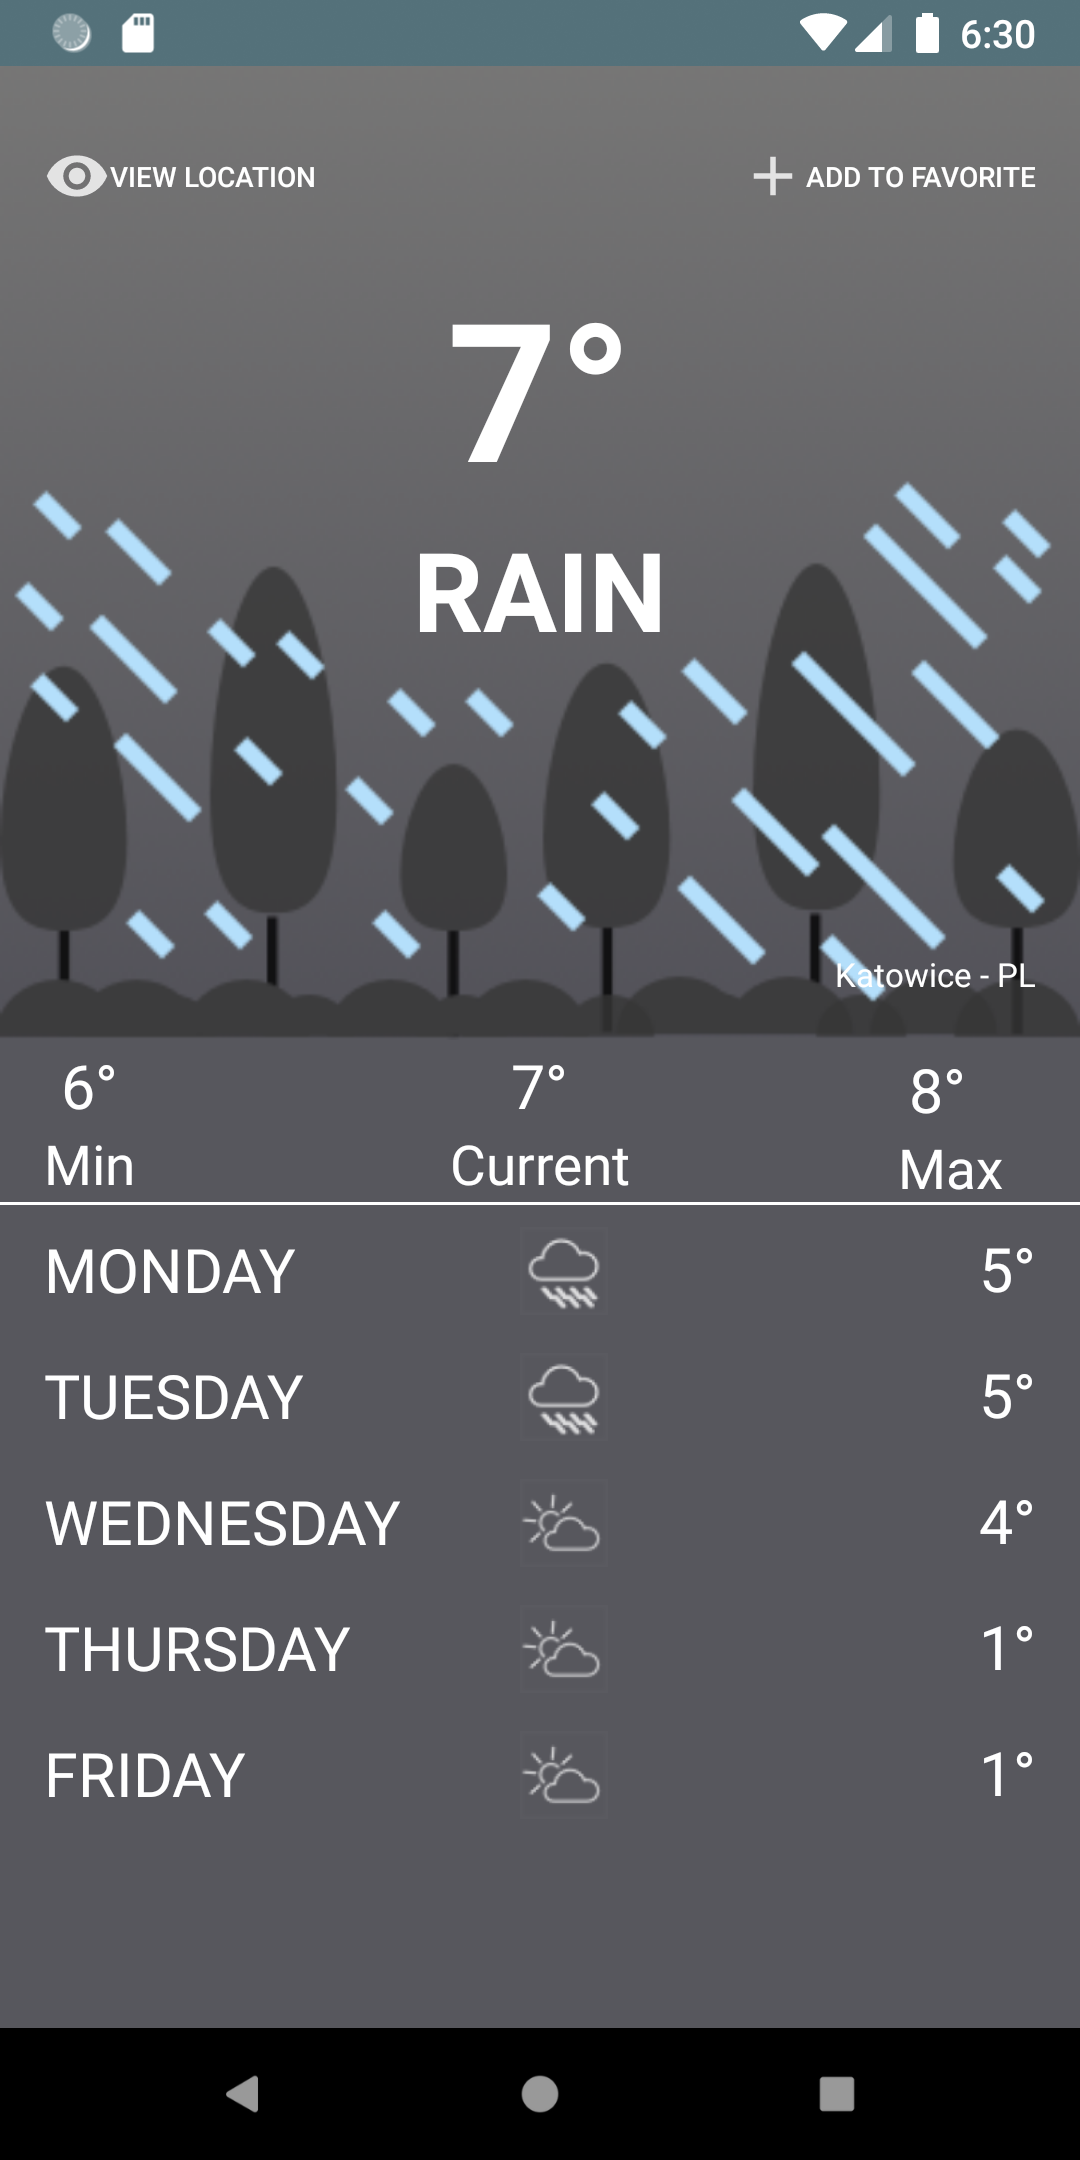 6:30
VIEW LOCATION
ADD TO FAVORITE
7°
RAIN
Katowice - PL
6° 7° 8°
Min Current Max
MONDAY 5°
TUESDAY 5°
WEDNESDAY 4°
THURSDAY 1°
FRIDAY 1°